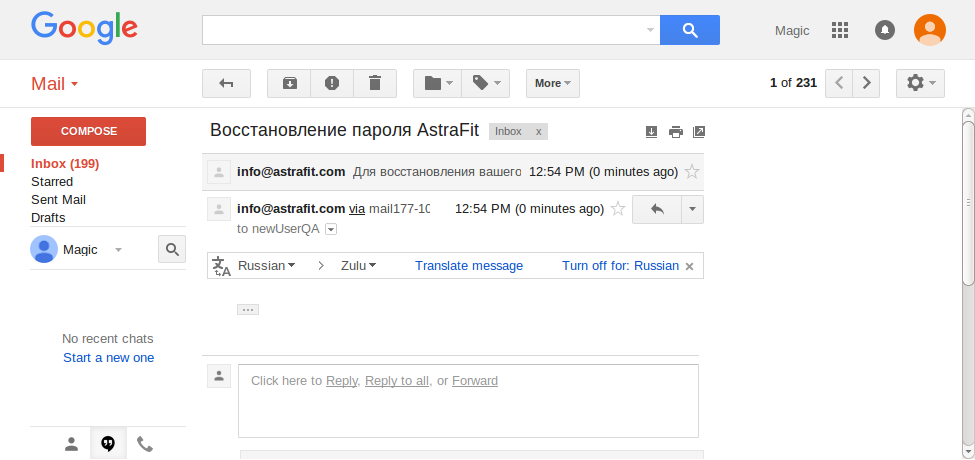 Google
Magic
Mail
More
1 of 231
COMPOSE
Inbox (199)
Starred
Sent Mail
Drafts
Magic
No recent chats
Start a new one
Восстановление пароля AstraFit
Inbox x
info@astrafit.com Для восстановления вашего 12:54 PM (0 minutes ago)
info@astrafit.com via mail177-10 12:54 PM (0 minutes ago)
to newUserQA
Russian > Zulu Translate message Turn off for: Russian
Click here to Reply, Reply to all, or Forward